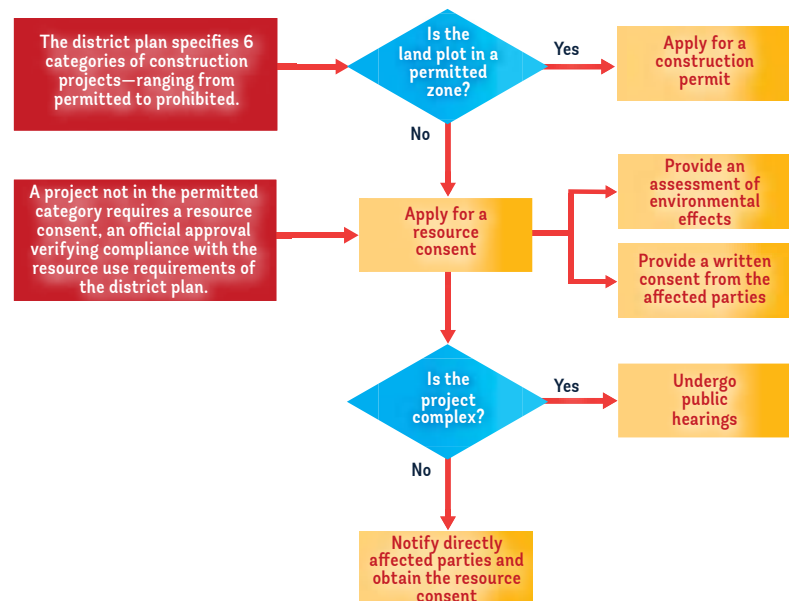 The district plan specifies 6
categories of construction
projects—ranging from
permitted to prohibited.
Is the
land plot in a
permitted
zone?
Yes
Apply for a
construction
permit
No
A project not in the permitted
category requires a resource
consent, an official approval
verifying compliance with the
resource use requirements of
the district plan.
Apply for a
resource
consent
Provide an
assessment of
environmental
effects
Provide a written
consent from the
affected parties
Is the
project
complex?
Yes
Undergo
public
hearings
No
Notify directly
affected parties and
obtain the resource
consent